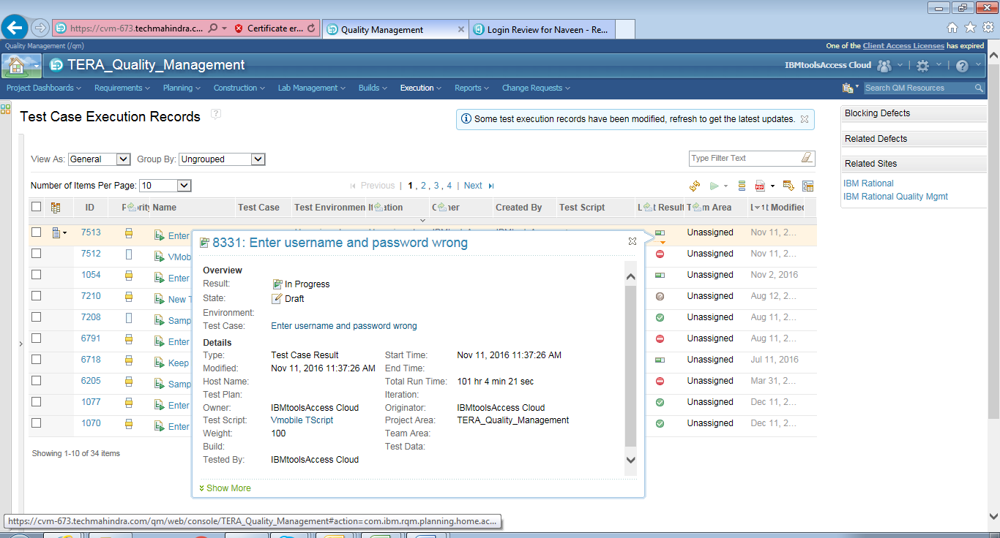 https://cvm-673.techmahindra.c... Certificate er... Quality Management Login Review for Naveen - Re...
Quality Management (/qm) One of the Client Access Licenses has expired
TERA_Quality_Management IBMtoolsAccess Cloud
Project Dashboards Requirements Planning Construction Lab Management Builds Execution Reports Change Requests Search QM Resources
Test Case Execution Records ?
Some test execution records have been modified, refresh to get the latest updates.
Blocking Defects
Related Defects
Related Sites
IBM Rational
IBM Rational Quality Mgmt
View As: General Group By: Ungrouped Type Filter Text
Number of Items Per Page: 10 Previous | 1 , 2 , 3 , 4 | Next
ID Name Test Case Test Environmen Created By Test Script Result Area Modified
7513 Enter Unassigned Nov 11, 2...
7512 VMob Unassigned Nov 11, 2...
1054 Enter Unassigned Nov 2, 2016
7210 New T Unassigned Aug 12, 2...
7208 Samp Unassigned Aug 11, 2...
6791 Enter Unassigned Aug 11, 2...
6718 Keep Unassigned Jul 11, 2016
6205 Samp Unassigned Mar 31, 2...
1077 Enter Unassigned Dec 11, 2...
1070 Enter Unassigned Dec 11, 2...
Showing 1-10 of 34 items
8331: Enter username and password wrong
Overview
Result: In Progress
State: Draft
Environment:
Test Case: Enter username and password wrong
Details
Type: Test Case Result Start Time: Nov 11, 2016 11:37:26 AM
Modified: Nov 11, 2016 11:37:26 AM End Time:
Host Name: Total Run Time: 101 hr 4 min 21 sec
Test Plan: Iteration:
Owner: IBMtoolsAccess Cloud Originator: IBMtoolsAccess Cloud
Test Script: Vmobile TScript Project Area: TERA_Quality_Management
Weight: 100 Team Area:
Build: Test Data:
Tested By: IBMtoolsAccess Cloud
Show More
https://cvm-673.techmahindra.com/qm/web/console/TERA_Quality_Management#action=com.ibm.rqm.planning.home.ac...